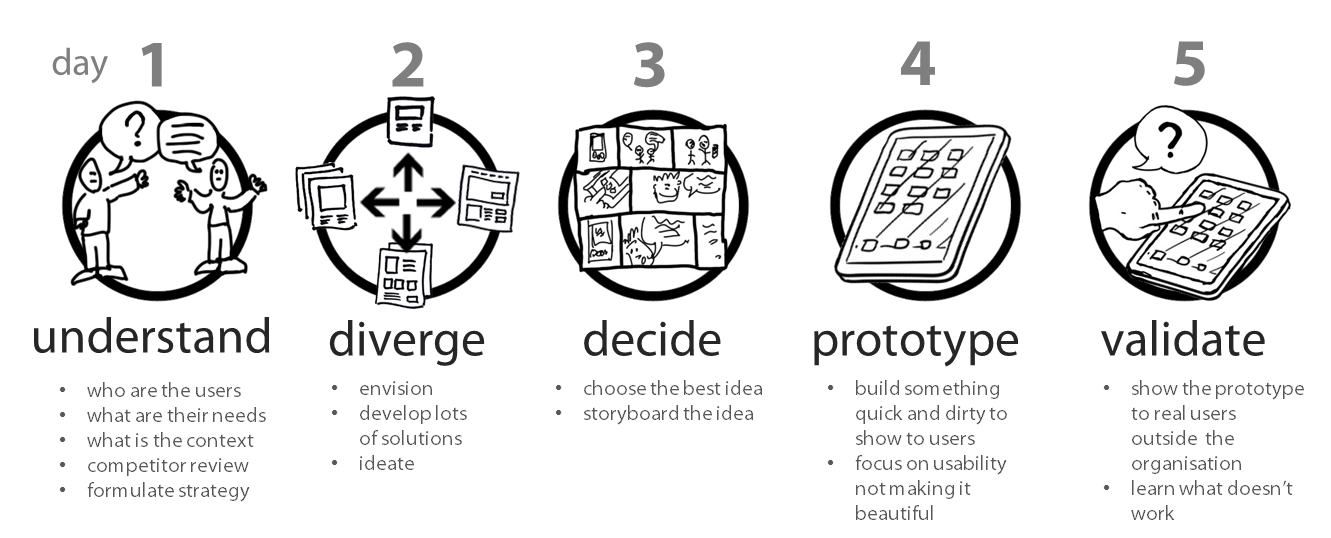 day 1 2 3 4 5
?
?
understand
• who are the users
• what are their needs
• what is the context
• competitor review
• formulate strategy
diverge
• envision
• develop lots
of solutions
• ideate
decide
• choose the best idea
• storyboard the idea
prototype
• build something
quick and dirty to
show to users
• focus on usability
not making it
beautiful
validate
• show the prototype
to real users
outside the
organisation
• learn what doesn't
work